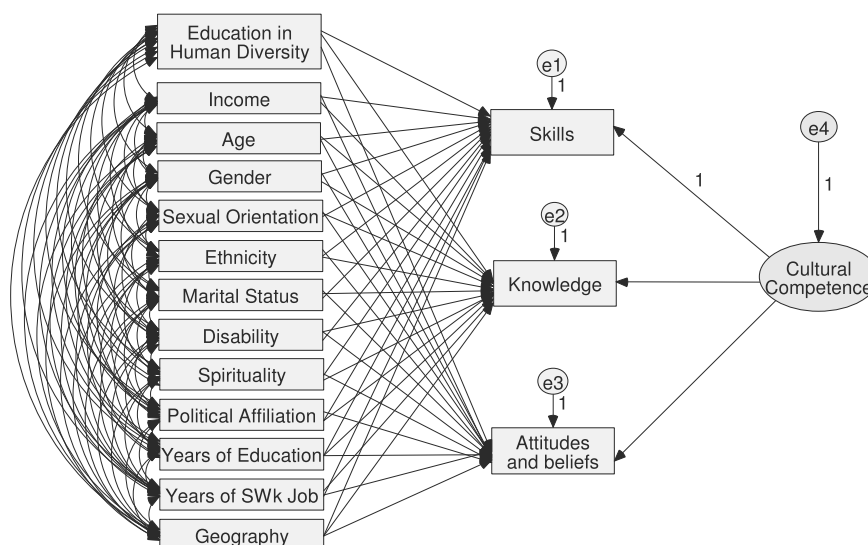 Education in
Human Diversity
Income
Age
Gender
Sexual Orientation
Ethnicity
Marital Status
Disability
Spirituality
Political Affiliation
Years of Education
Years of SWk Job
Geography
e1
1
Skills
e2
1
Knowledge
e3
1
Attitudes
and beliefs
1
e4
1
Cultural
Competence